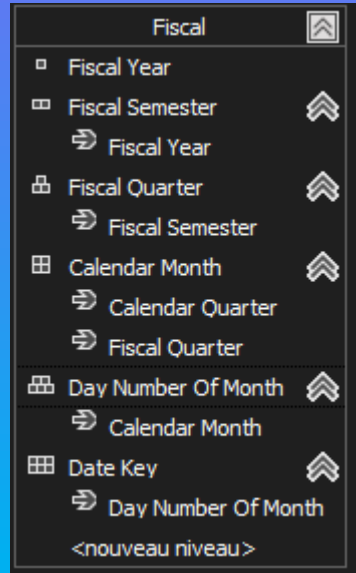 Fiscal
Fiscal Year
Fiscal Semester
Fiscal Year
Fiscal Quarter
Fiscal Semester
Calendar Month
Calendar Quarter
Fiscal Quarter
Day Number Of Month
Calendar Month
Date Key
Day Number Of Month
<nouveau niveau>